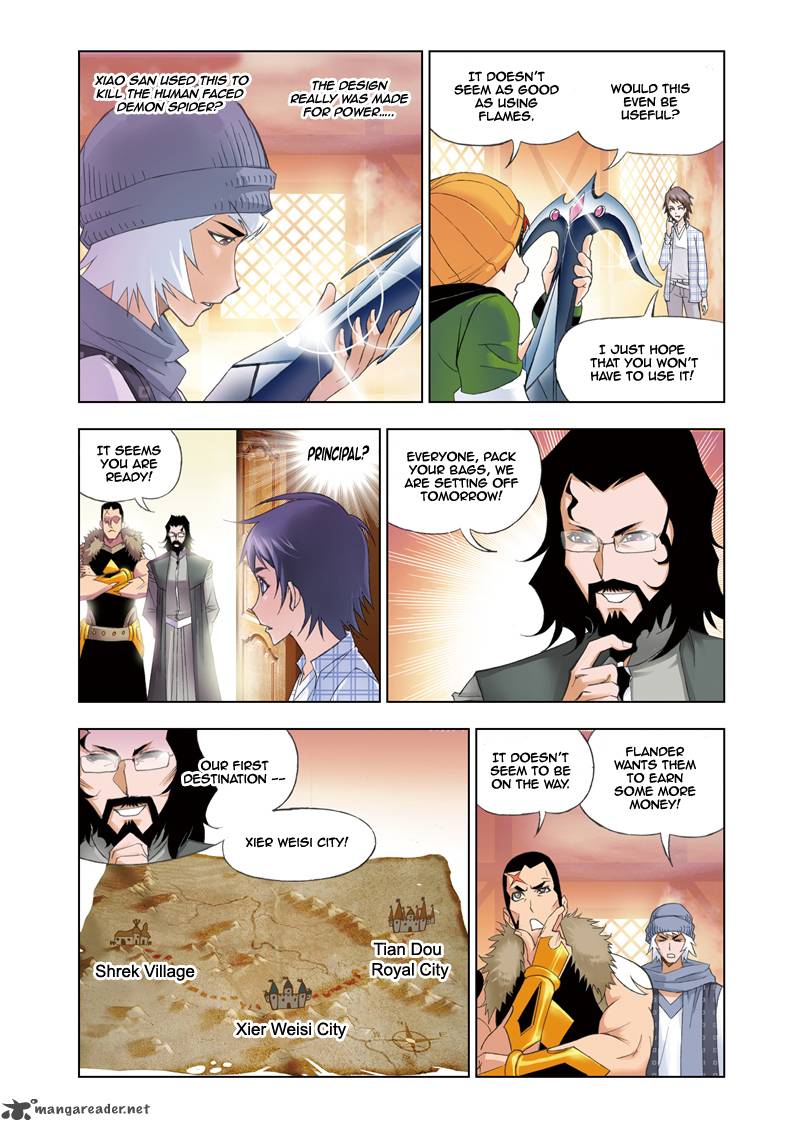 XIAO SAN USED THIS TO
KILL THE HUMAN FACED
DEMON SPIDER?
THE DESIGN
REALLY WAS MADE
FOR POWER.....
IT DOESN'T
SEEM AS GOOD
AS USING
FLAMES.
WOULD THIS
EVEN BE
USEFUL?
I JUST HOPE
THAT YOU WON'T
HAVE TO USE IT!
IT SEEMS
YOU ARE
READY!
PRINCIPAL?
EVERYONE, PACK
YOUR BAGS, WE
ARE SETTING OFF
TOMORROW!
OUR FIRST
DESTINATION --
XIER WEISI CITY!
Shrek Village
Tian Dou
Royal City
Xier Weisi City
IT DOESN'T
SEEM TO BE
ON THE WAY.
FLANDER
WANTS THEM
TO EARN
SOME MORE
MONEY!
mangareader.net